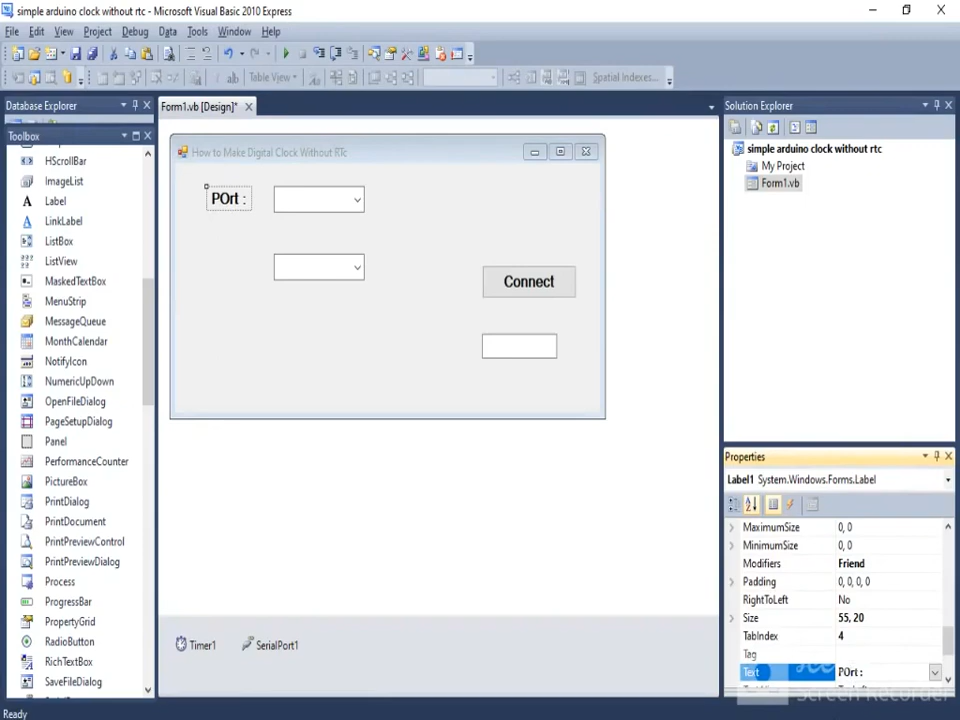 simple arduino clock without rtc - Microsoft Visual Basic 2010 Express
File Edit View Project Debug Data Tools Window Help
ab Table View Spatial Indexes...
Database Explorer
Form1.vb [Design]*
Solution Explorer
Toolbox
HScrollBar
ImageList
Label
LinkLabel
ListBox
ListView
MaskedTextBox
MenuStrip
MessageQueue
MonthCalendar
NotifyIcon
NumericUpDown
OpenFileDialog
PageSetupDialog
Panel
PerformanceCounter
PictureBox
PrintDialog
PrintDocument
PrintPreviewControl
PrintPreviewDialog
Process
ProgressBar
PropertyGrid
RadioButton
RichTextBox
SaveFileDialog
How to Make Digital Clock Without RTc
POrt :
Connect
Timer1 SerialPort1
simple arduino clock without rtc
My Project
Form1.vb
Properties
Label1 System.Windows.Forms.Label
MaximumSize 0, 0
MinimumSize 0, 0
Modifiers Friend
Padding 0, 0, 0, 0
RightToLeft No
Size 55, 20
TabIndex 4
Tag
Text POrt :
Screen Recorder
Ready